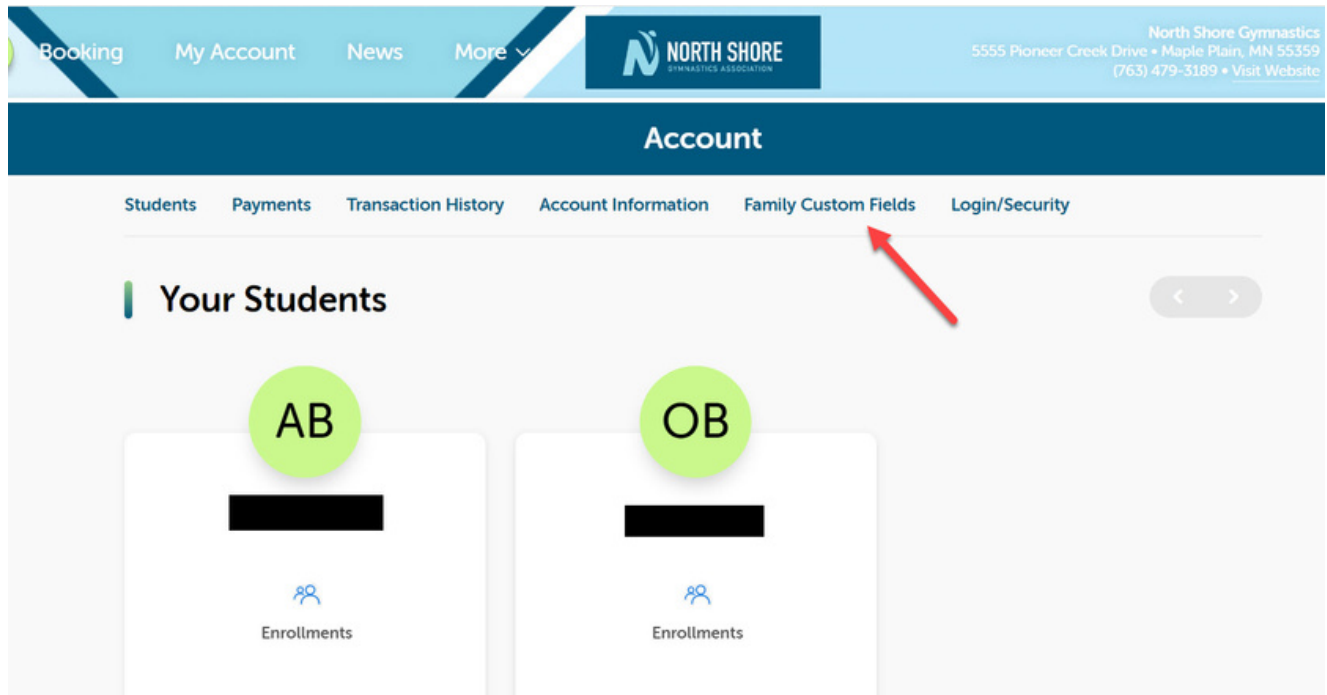 Booking My Account News More
NORTH SHORE
GYMNASTICS ASSOCIATION
North Shore Gymnastics
5555 Pioneer Creek Drive • Maple Plain, MN 55359
(763) 479-3189 • Visit Website
Account
Students Payments Transaction History Account Information Family Custom Fields Login/Security
Your Students
AB OB
Enrollments Enrollments